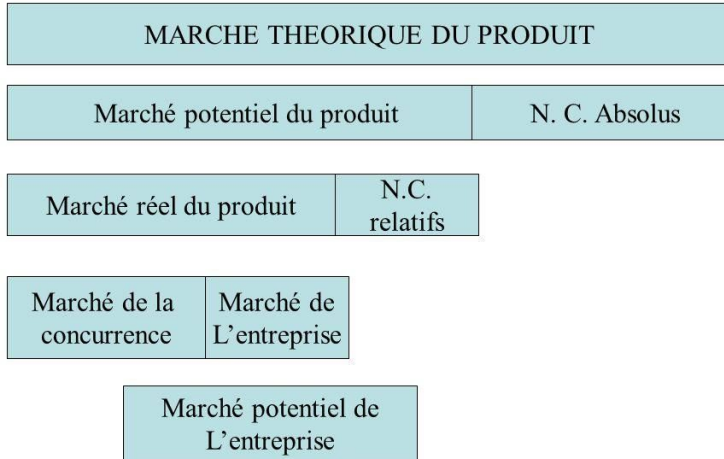 MARCHE THEORIQUE DU PRODUIT
Marché potentiel du produit
N. C. Absolus
Marché réel du produit
N.C.
relatifs
Marché de la
concurrence
Marché de
L’entreprise
Marché potentiel de
L’entreprise